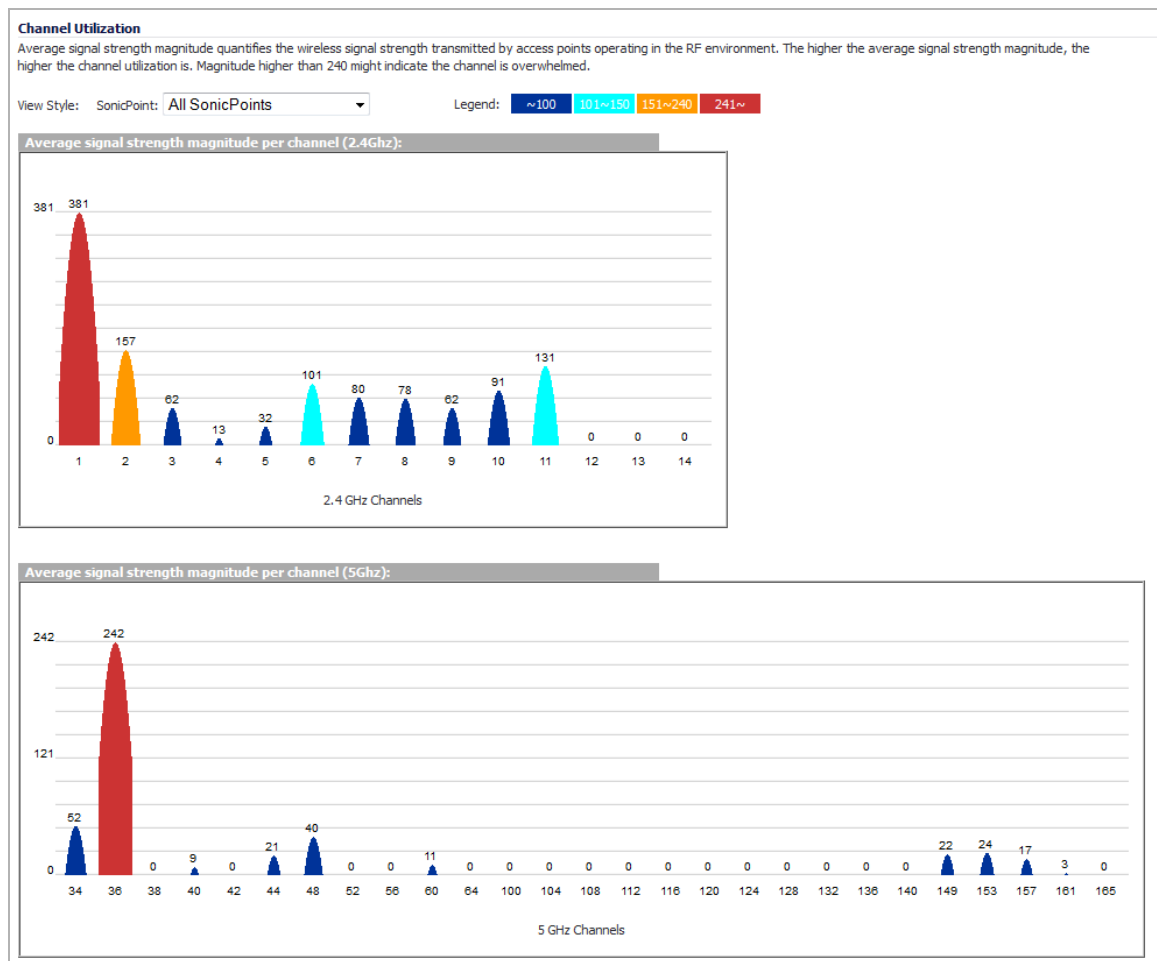 Channel Utilization
Average signal strength magnitude quantifies the wireless signal strength transmitted by access points operating in the RF environment. The higher the average signal strength magnitude, the
higher the channel utilization is. Magnitude higher than 240 might indicate the channel is overwhelmed.
View Style: SonicPoint: All SonicPoints Legend: ~100 101~150 151~240 241~
Average signal strength magnitude per channel (2.4Ghz):
381 381
157
131
101
91
80 78
62 62
32
13
0 0 0 0
1 2 3 4 5 6 7 8 9 10 11 12 13 14
2.4 GHz Channels
Average signal strength magnitude per channel (5Ghz):
242 242
121
52
40
21 22 24 17
9 11 3
0 0 0 0 0 0 0 0 0 0 0 0 0 0 0 0 0 0
34 36 38 40 42 44 48 52 56 60 64 100 104 108 112 116 120 124 128 132 136 140 149 153 157 161 165
5 GHz Channels